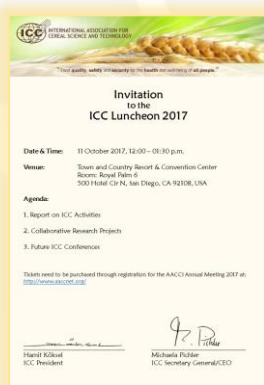 ICC
INTERNATIONAL ASSOCIATION FOR
CEREAL SCIENCE AND TECHNOLOGY
"Food quality, safety and security for the health and well-being of all people."
Invitation
to the
ICC Luncheon 2017
Date & Time: 11 October 2017, 12:00 – 01:30 p.m.
Venue: Town and Country Resort & Convention Center
Room: Royal Palm 6
500 Hotel Cir N, San Diego, CA 92108, USA
Agenda:
1. Report on ICC Activities
2. Collaborative Research Projects
3. Future ICC Conferences
Tickets need to be purchased through registration for the AACCI Annual Meeting 2017 at:
http://www.aaccnet.org/
Hamit Köksel
ICC President
Michaela Pichler
ICC Secretary General/CEO